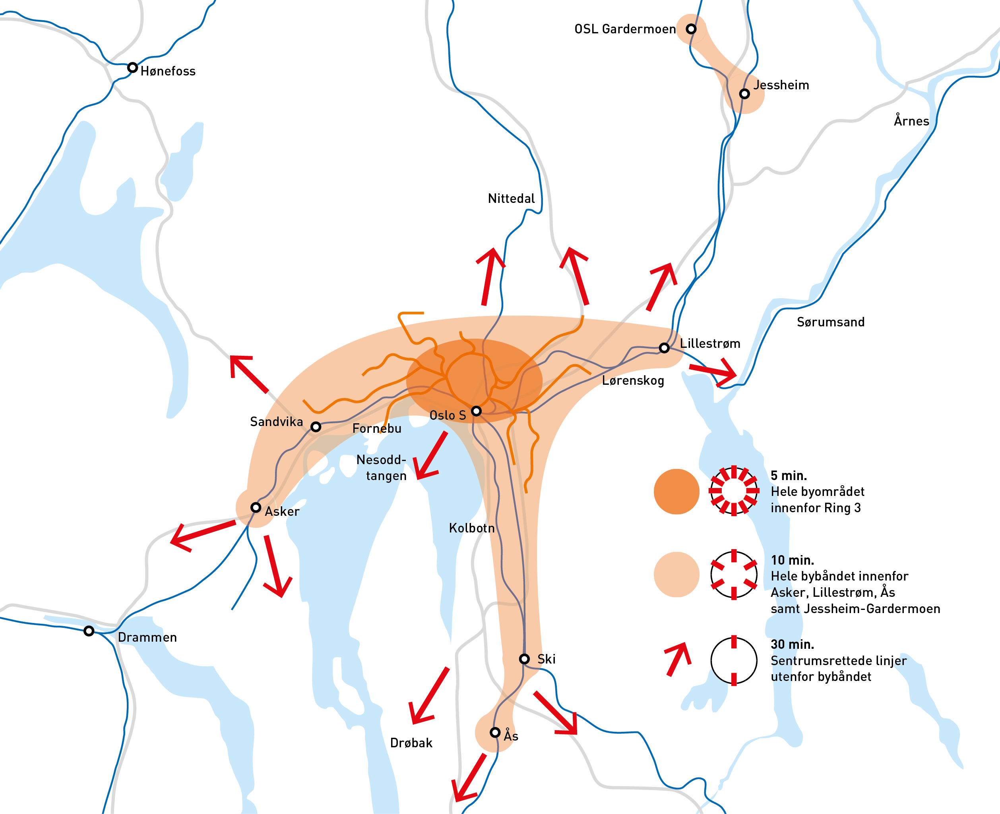 OSL Gardermoen
Hønefoss
Jessheim
Årnes
Nittedal
Sørumsand
Lillestrøm
Lørenskog
Oslo S
Sandvika
Fornebu
Nesodd-
tangen
Asker
Kolbotn
Drammen
Ski
Ås
Drøbak
5 min.
Hele byområdet
innenfor Ring 3
10 min.
Hele bybåndet innenfor
Asker, Lillestrøm, Ås
samt Jessheim-Gardermoen
30 min.
Sentrumsrettede linjer
utenfor bybåndet